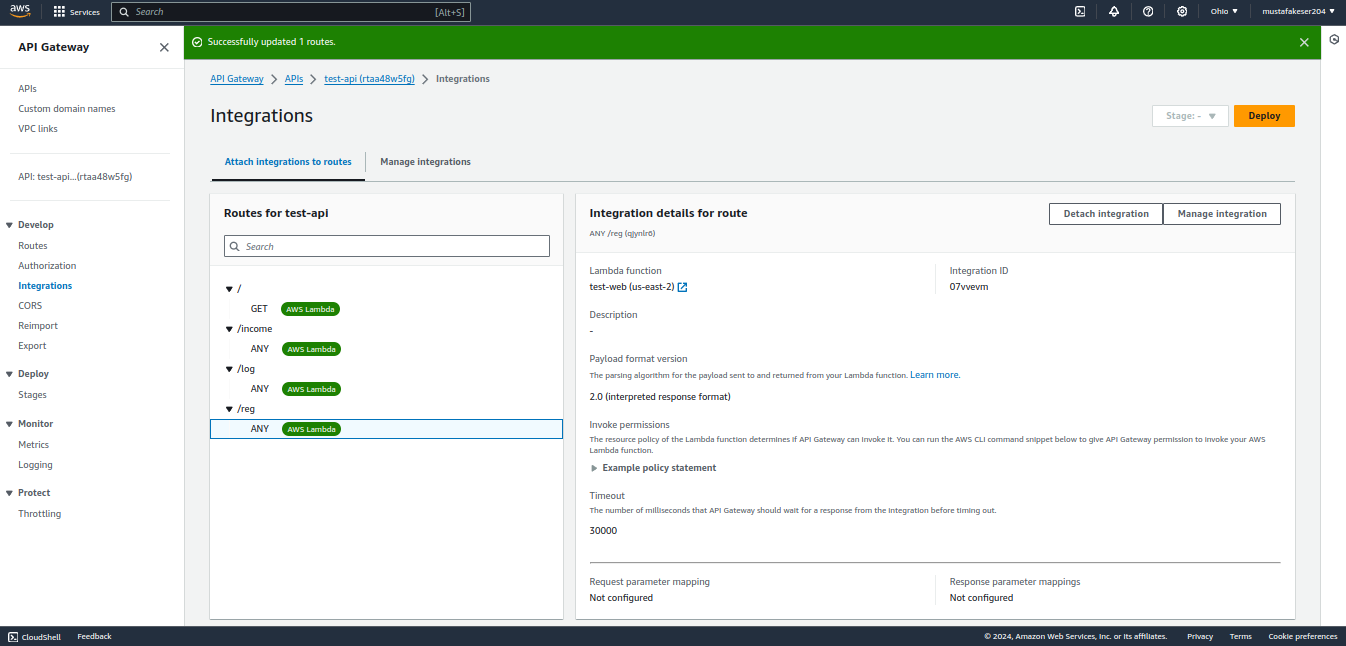 aws
Services
Search
[Alt+S]
Ohio ▼
mustafakeser204 ▼
API Gateway
Successfully updated 1 routes.
APIs
Custom domain names
VPC links
API: test-api...(rtaa48w5fg)
Develop
Routes
Authorization
Integrations
CORS
Reimport
Export
Deploy
Stages
Monitor
Metrics
Logging
Protect
Throttling
API Gateway > APIs > test-api (rtaa48w5fg) > Integrations
Integrations
Stage: - ▼
Deploy
Attach integrations to routes
Manage integrations
Routes for test-api
Search
/
GET AWS Lambda
/income
ANY AWS Lambda
/log
ANY AWS Lambda
/reg
ANY AWS Lambda
Integration details for route
ANY /reg (qjynlr6)
Detach integration
Manage integration
Lambda function
test-web (us-east-2)
Integration ID
07vvevm
Description
-
Payload format version
The parsing algorithm for the payload sent to and returned from your Lambda function. Learn more.
2.0 (interpreted response format)
Invoke permissions
The resource policy of the Lambda function determines if API Gateway can invoke it. You can run the AWS CLI command snippet below to give API Gateway permission to invoke your AWS
Lambda function.
Example policy statement
Timeout
The number of milliseconds that API Gateway should wait for a response from the integration before timing out.
30000
Request parameter mapping
Not configured
Response parameter mappings
Not configured
CloudShell
Feedback
© 2024, Amazon Web Services, Inc. or its affiliates.
Privacy
Terms
Cookie preferences